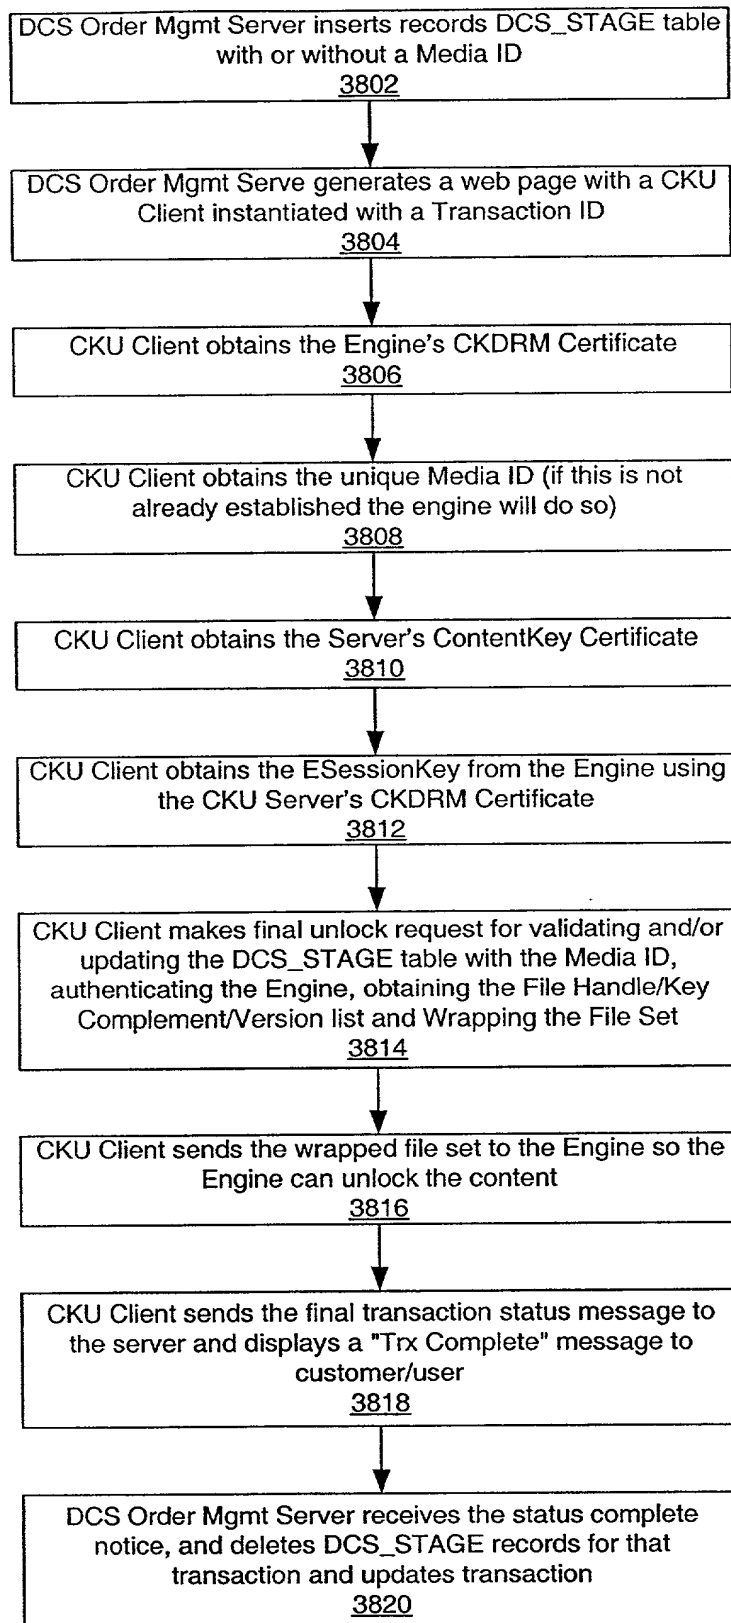 DCS Order Mgmt Server inserts records DCS_STAGE table
with or without a Media ID
3802
DCS Order Mgmt Serve generates a web page with a CKU
Client instantiated with a Transaction ID
3804
CKU Client obtains the Engine's CKDRM Certificate
3806
CKU Client obtains the unique Media ID (if this is not
already established the engine will do so)
3808
CKU Client obtains the Server's ContentKey Certificate
3810
CKU Client obtains the ESessionKey from the Engine using
the CKU Server's CKDRM Certificate
3812
CKU Client makes final unlock request for validating and/or
updating the DCS_STAGE table with the Media ID,
authenticating the Engine, obtaining the File Handle/Key
Complement/Version list and Wrapping the File Set
3814
CKU Client sends the wrapped file set to the Engine so the
Engine can unlock the content
3816
CKU Client sends the final transaction status message to
the server and displays a "Trx Complete" message to
customer/user
3818
DCS Order Mgmt Server receives the status complete
notice, and deletes DCS_STAGE records for that
transaction and updates transaction
3820